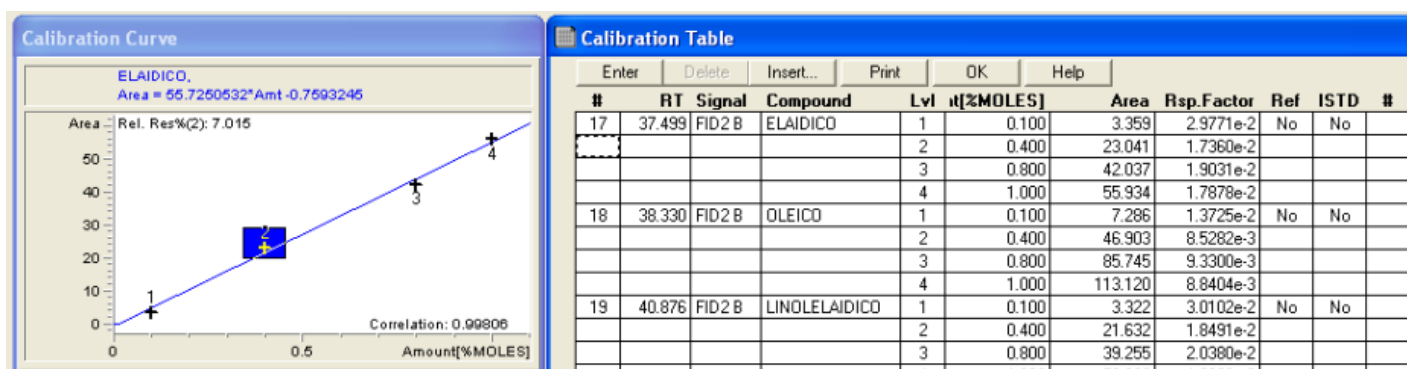 Calibration Curve
ELAIDICO,
Area = 55.7250532*Amt -0.7593245
Area
Rel. Res%(2): 7.015
50
40
30
20
10
0
1
2
3
4
Correlation: 0.99806
0
0.5
Amount[%MOLES]
Calibration Table
Enter Delete Insert... Print OK Help
# RT Signal Compound Lvl ıt[%MOLES] Area Rsp.Factor Ref ISTD #
17 37.499 FID2 B ELAIDICO 1 0.100 3.359 2.9771e-2 No No
2 0.400 23.041 1.7360e-2
3 0.800 42.037 1.9031e-2
4 1.000 55.934 1.7878e-2
18 38.330 FID2 B OLEICO 1 0.100 7.286 1.3725e-2 No No
2 0.400 46.903 8.5282e-3
3 0.800 85.745 9.3300e-3
4 1.000 113.120 8.8404e-3
19 40.876 FID2 B LINOLELAIDICO 1 0.100 3.322 3.0102e-2 No No
2 0.400 21.632 1.8491e-2
3 0.800 39.255 2.0380e-2